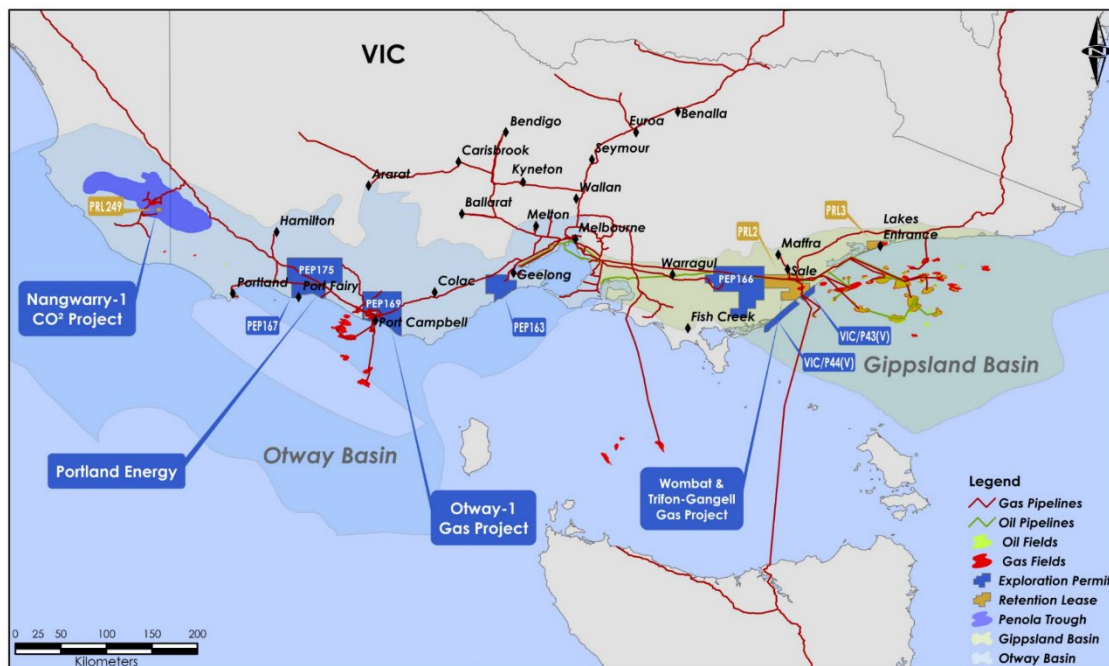 VIC
Benalla
Euroa
Bendigo
Seymour
Carisbrook
Kyneton
Ararat
Wallan
Ballarat
Melton
Melbourne
PRL249
Hamilton
PRL3
Lakes
Entrance
PRL2
Maffra
Sale
Warragul
PEP166
Geelong
Colac
PEP175
Portland
Port Fairy
PEP169
Port Campbell
PEP167
PEP163
Fish Creek
VIC/P43(V)
VIC/P44(V)
Gippsland Basin
Nangwarry-1
CO² Project
Otway Basin
Portland Energy
Otway-1
Gas Project
Wombat &
Trifon-Gangell
Gas Project
Legend
Gas Pipelines
Oil Pipelines
Oil Fields
Gas Fields
Exploration Permit
Retention Lease
Penola Trough
Gippsland Basin
Otway Basin
0 25 50 100 150 200
Kilometers